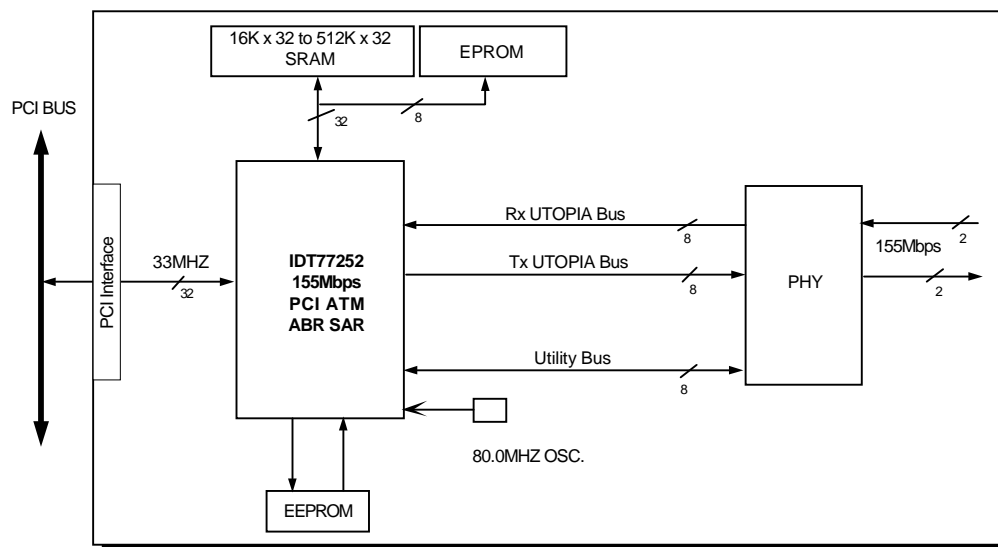 16K x 32 to 512K x 32
SRAM
EPROM
PCI BUS
32
8
PCI Interface
33MHZ
32
IDT77252
155Mbps
PCI ATM
ABR SAR
Rx UTOPIA Bus
8
Tx UTOPIA Bus
8
Utility Bus
8
PHY
2
155Mbps
2
80.0MHZ OSC.
EEPROM